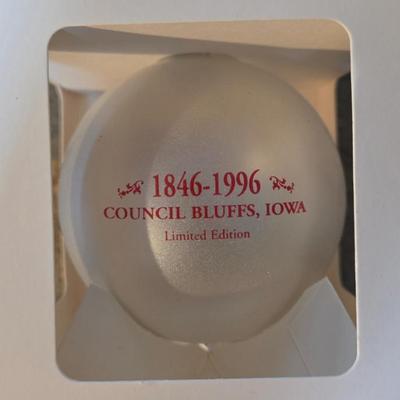 1846-1996
COUNCIL BLUFFS, IOWA
Limited Edition